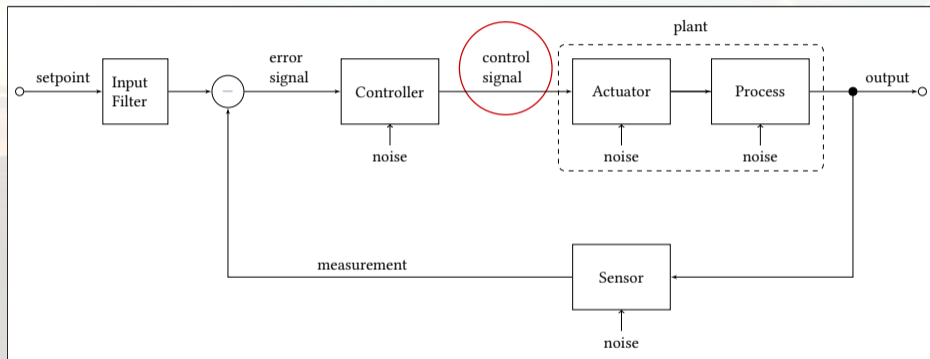 plant
setpoint
Input
Filter
−
error
signal
Controller
noise
control
signal
Actuator
noise
Process
noise
output
measurement
Sensor
noise